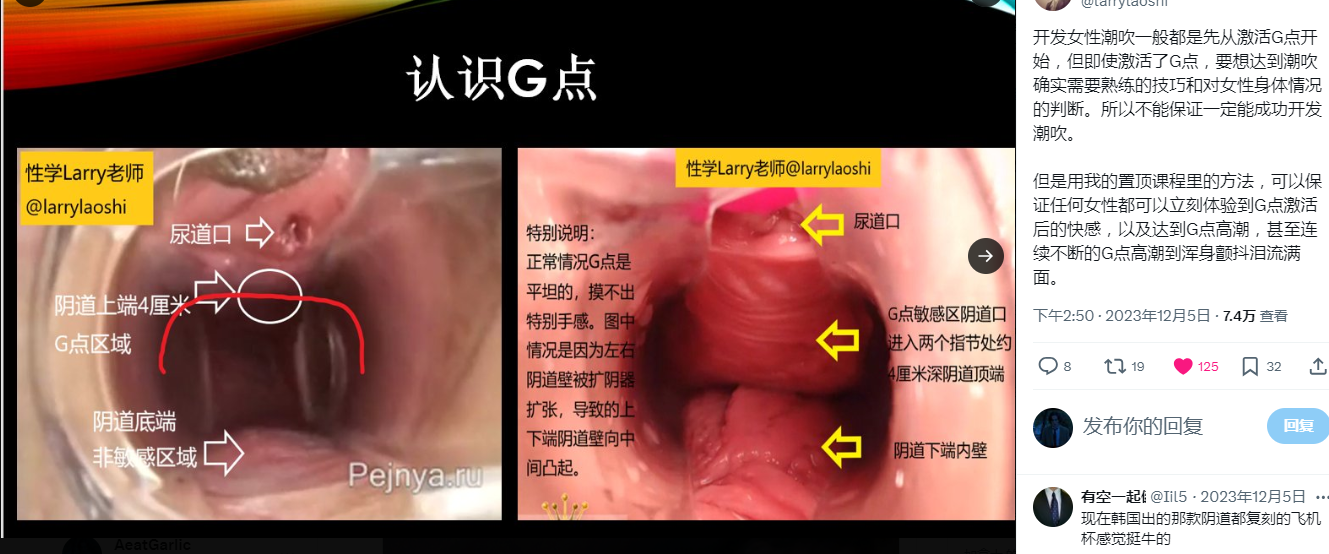 认识G点
性学Larry老师
@larrylaoshi
尿道口
阴道上端4厘米
G点区域
阴道底端
非敏感区域
Pejnya.ru
性学Larry老师@larrylaoshi
尿道口
特别说明：
正常情况G点是
平坦的，摸不出
特别手感。图中
情况是因为左右
阴道壁被扩阴器
扩张，导致的上
下端阴道壁向中
间凸起。
G点敏感区阴道口
进入两个指节处约
4厘米深阴道顶端
阴道下端内壁
@larrylaoshi
开发女性潮吹一般都是先从激活G点开
始，但即使激活了G点，要想达到潮吹
确实需要熟练的技巧和对女性身体情况
的判断。所以不能保证一定能成功开发
潮吹。
但是用我的置顶课程里的方法，可以保
证任何女性都可以立刻体验到G点激活
后的快感，以及达到G点高潮，甚至连
续不断的G点高潮到浑身颤抖泪流满
面。
下午2:50 · 2023年12月5日 · 7.4万 查看
8 19 125 32
发布你的回复
回复
有空一起 @Iil5 · 2023年12月5日 ···
现在韩国出的那款阴道都复刻的飞机
杯感觉挺牛的
AeatGarlic